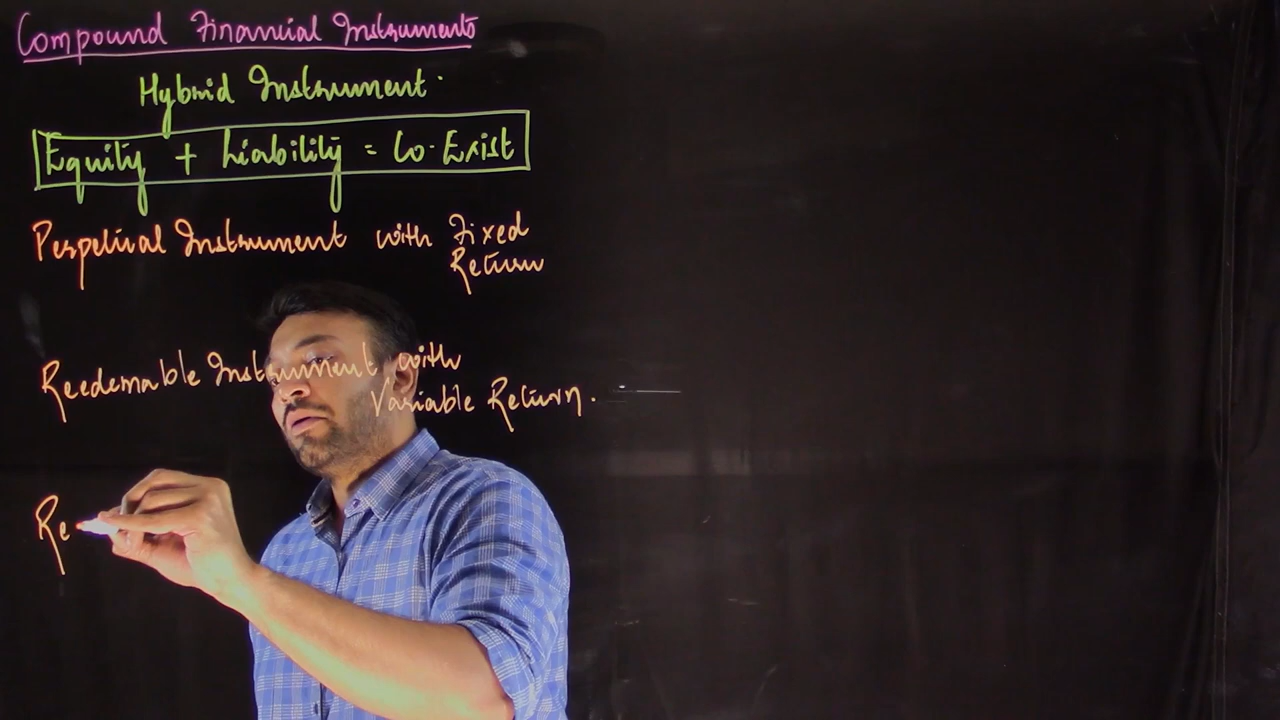 Compound Financial Instruments
Hybrid Instrument.
Equity + Liability = Co-Exist
Perpetual Instrument with Fixed
Return
Reedemable Instrument with
Variable Return.
Re